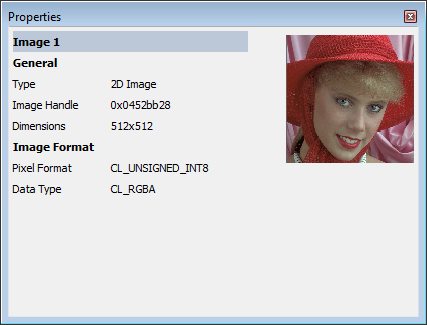 Properties
Image 1
General
Type 2D Image
Image Handle 0x0452bb28
Dimensions 512x512
Image Format
Pixel Format CL_UNSIGNED_INT8
Data Type CL_RGBA